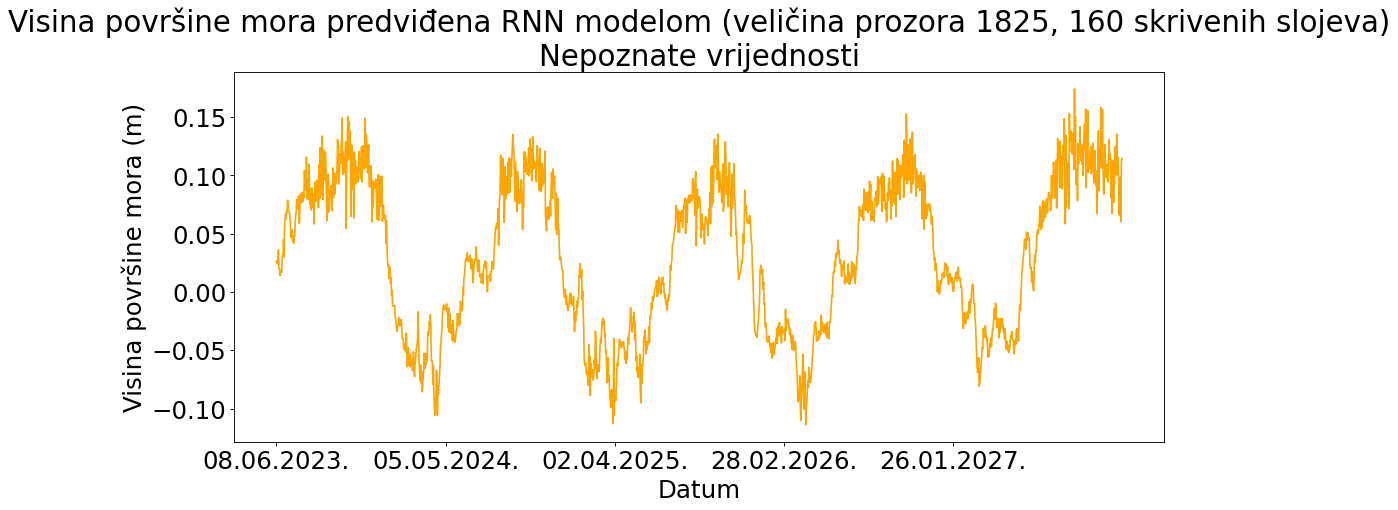 Visina površine mora predviđena RNN modelom (veličina prozora 1825, 160 skrivenih slojeva)
Nepoznate vrijednosti
Visina površine mora (m)
0.15
0.10
0.05
0.00
−0.05
−0.10
08.06.2023. 05.05.2024. 02.04.2025. 28.02.2026. 26.01.2027.
Datum